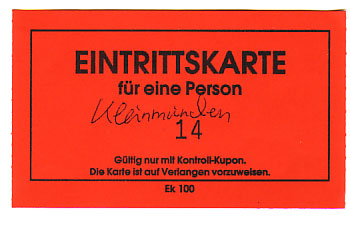 EINTRITTSKARTE
für eine Person
Kleinmünchen
14
Gültig nur mit Kontroll-Kupon.
Die Karte ist auf Verlangen vorzuweisen.
Ek 100